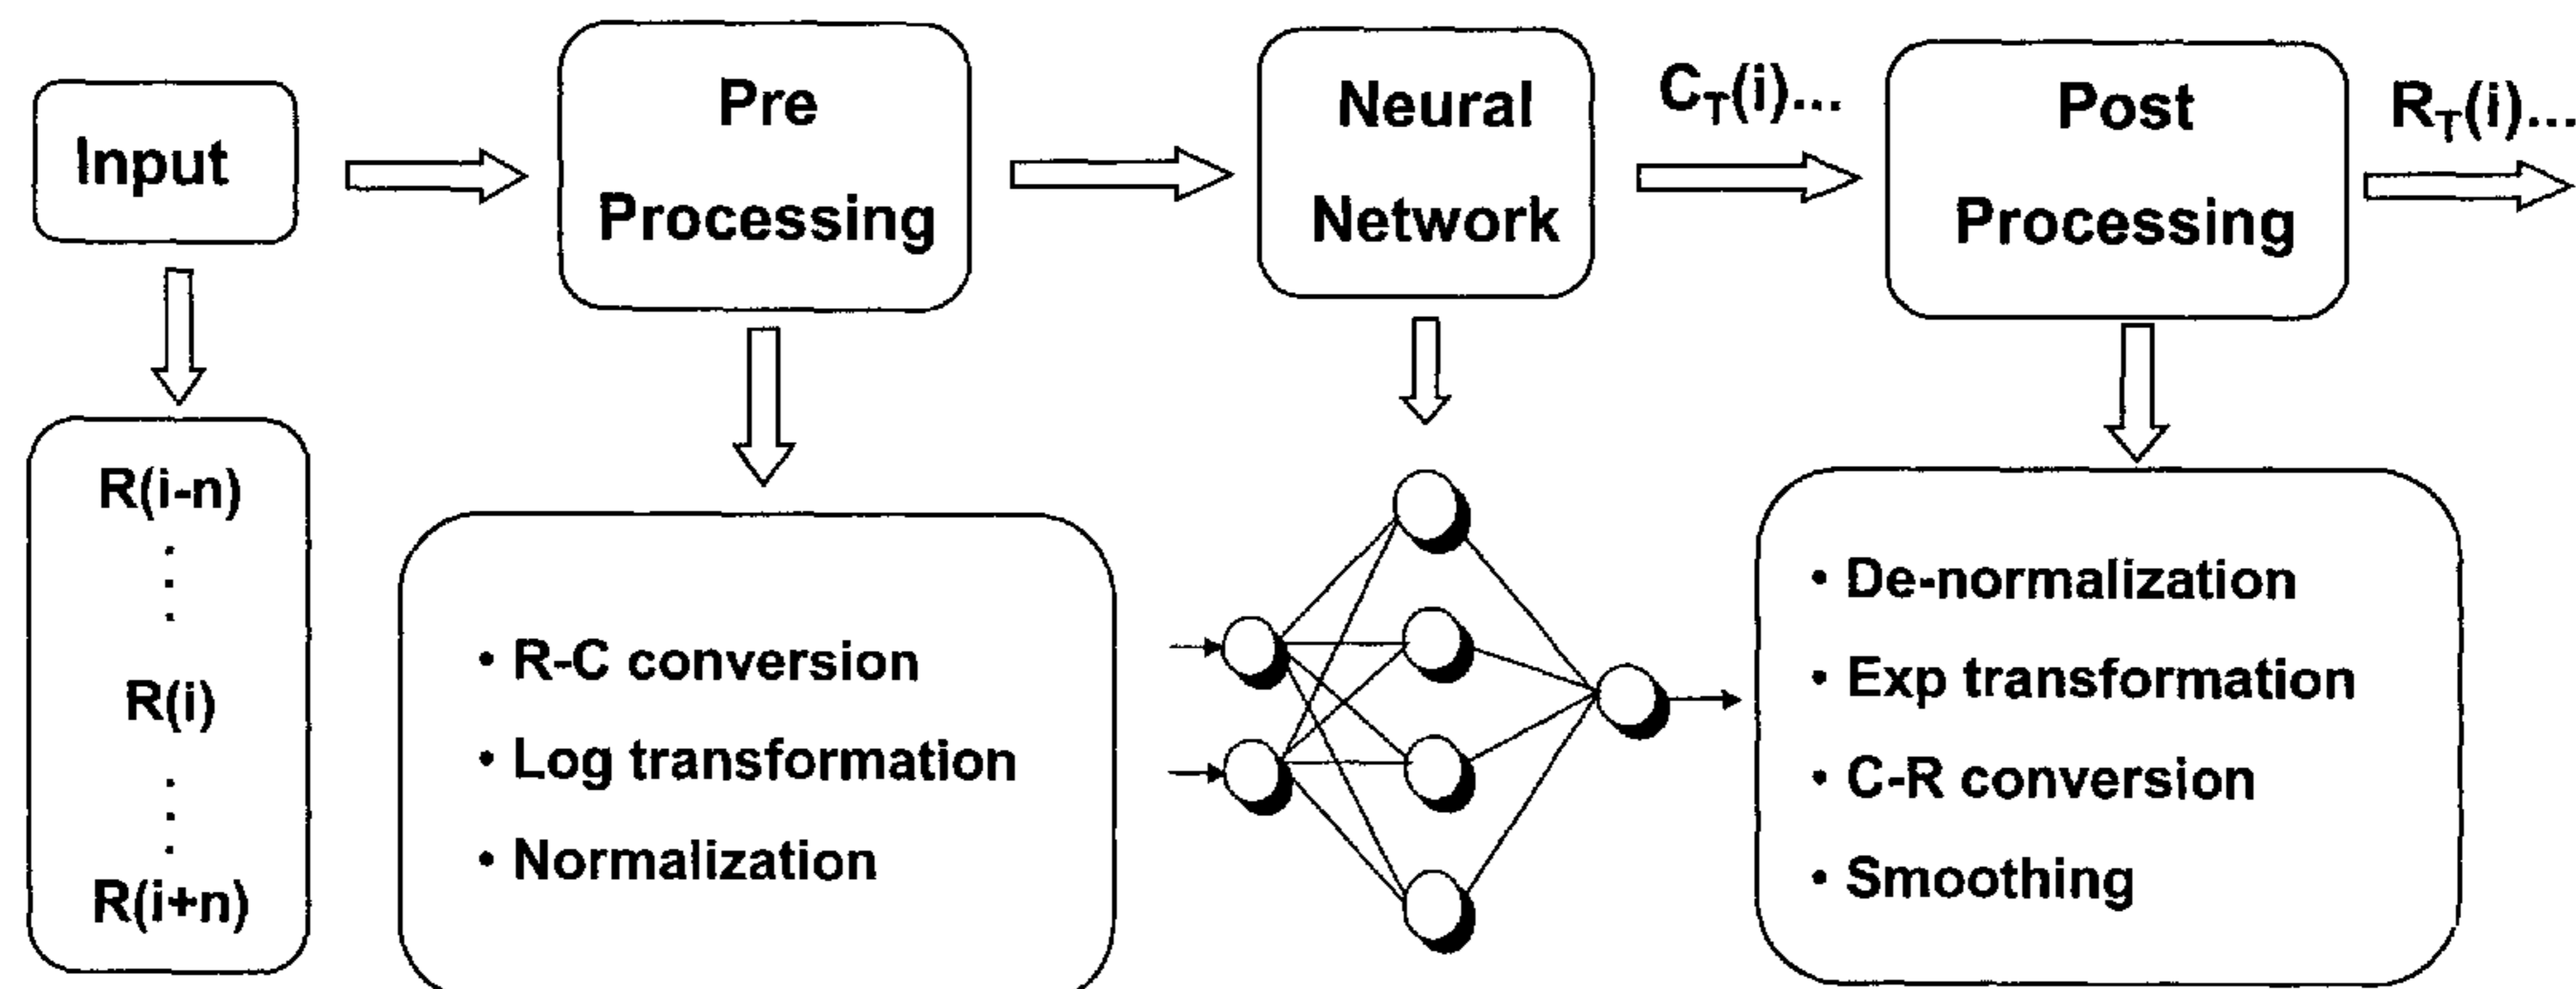 Input
Pre
Processing
Neural
Network
C_T(i)...
Post
Processing
R_T(i)...
R(i-n)
.
.
.
R(i)
.
.
.
R(i+n)
• R-C conversion
• Log transformation
• Normalization
• De-normalization
• Exp transformation
• C-R conversion
• Smoothing